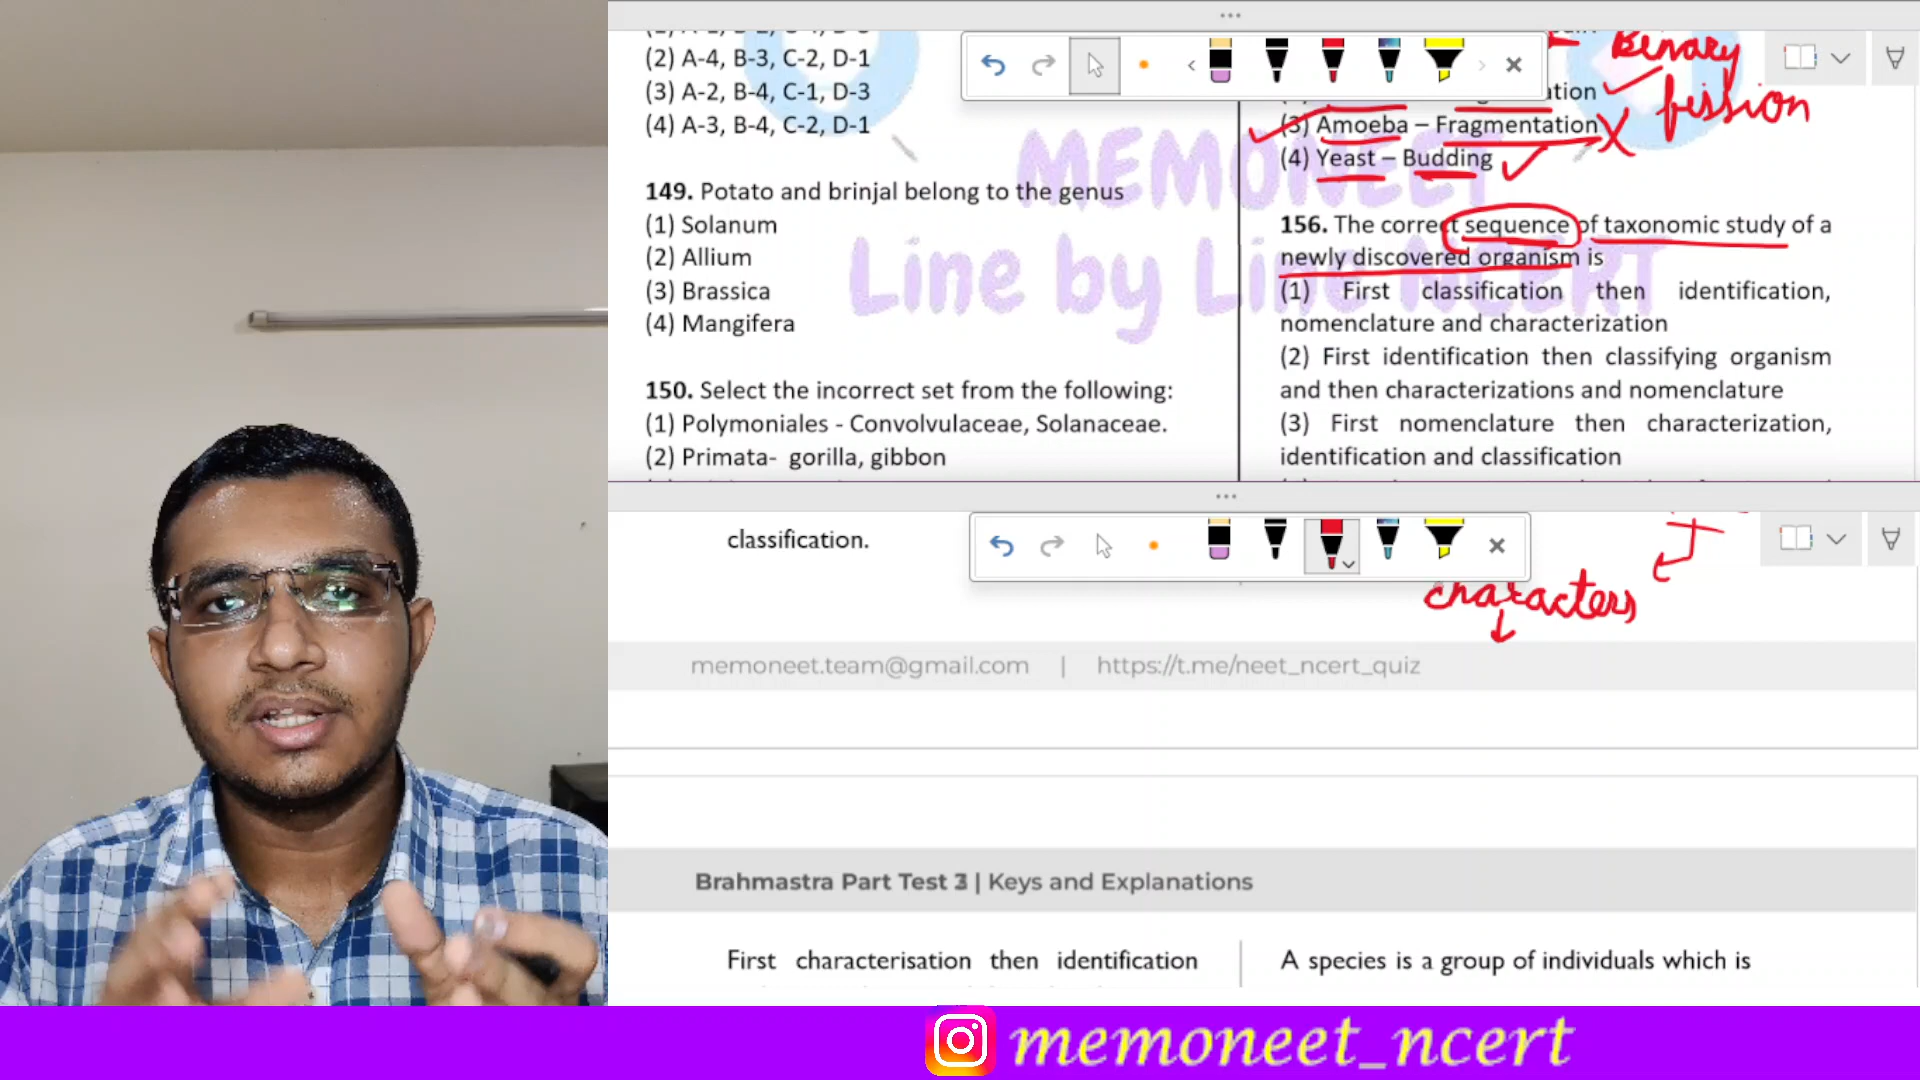 (2) A-4, B-3, C-2, D-1
(3) A-2, B-4, C-1, D-3
(4) A-3, B-4, C-2, D-1
149. Potato and brinjal belong to the genus
(1) Solanum
(2) Allium
(3) Brassica
(4) Mangifera
150. Select the incorrect set from the following:
(1) Polymoniales - Convolvulaceae, Solanaceae.
(2) Primata- gorilla, gibbon
Binary
fission
(3) Amoeba – Fragmentation
(4) Yeast – Budding
156. The correct sequence of taxonomic study of a
newly discovered organism is
(1) First classification then identification,
nomenclature and characterization
(2) First identification then classifying organism
and then characterizations and nomenclature
(3) First nomenclature then characterization,
identification and classification
MEMONEET
Line by Line NCERT
classification.
characters
memoneet.team@gmail.com | https://t.me/neet_ncert_quiz
Brahmastra Part Test 3 | Keys and Explanations
First characterisation then identification
A species is a group of individuals which is
memoneet_ncert